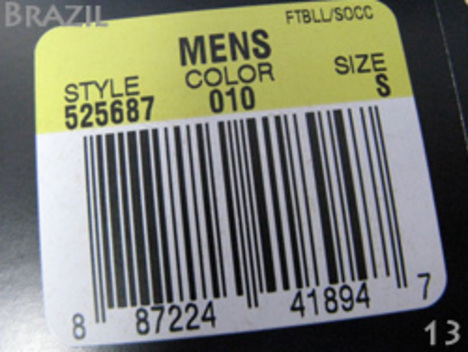 BRAZIL
FTBLL/SOCC
MENS
STYLE COLOR SIZE
525687 010 S
8 87224 41894 7
13